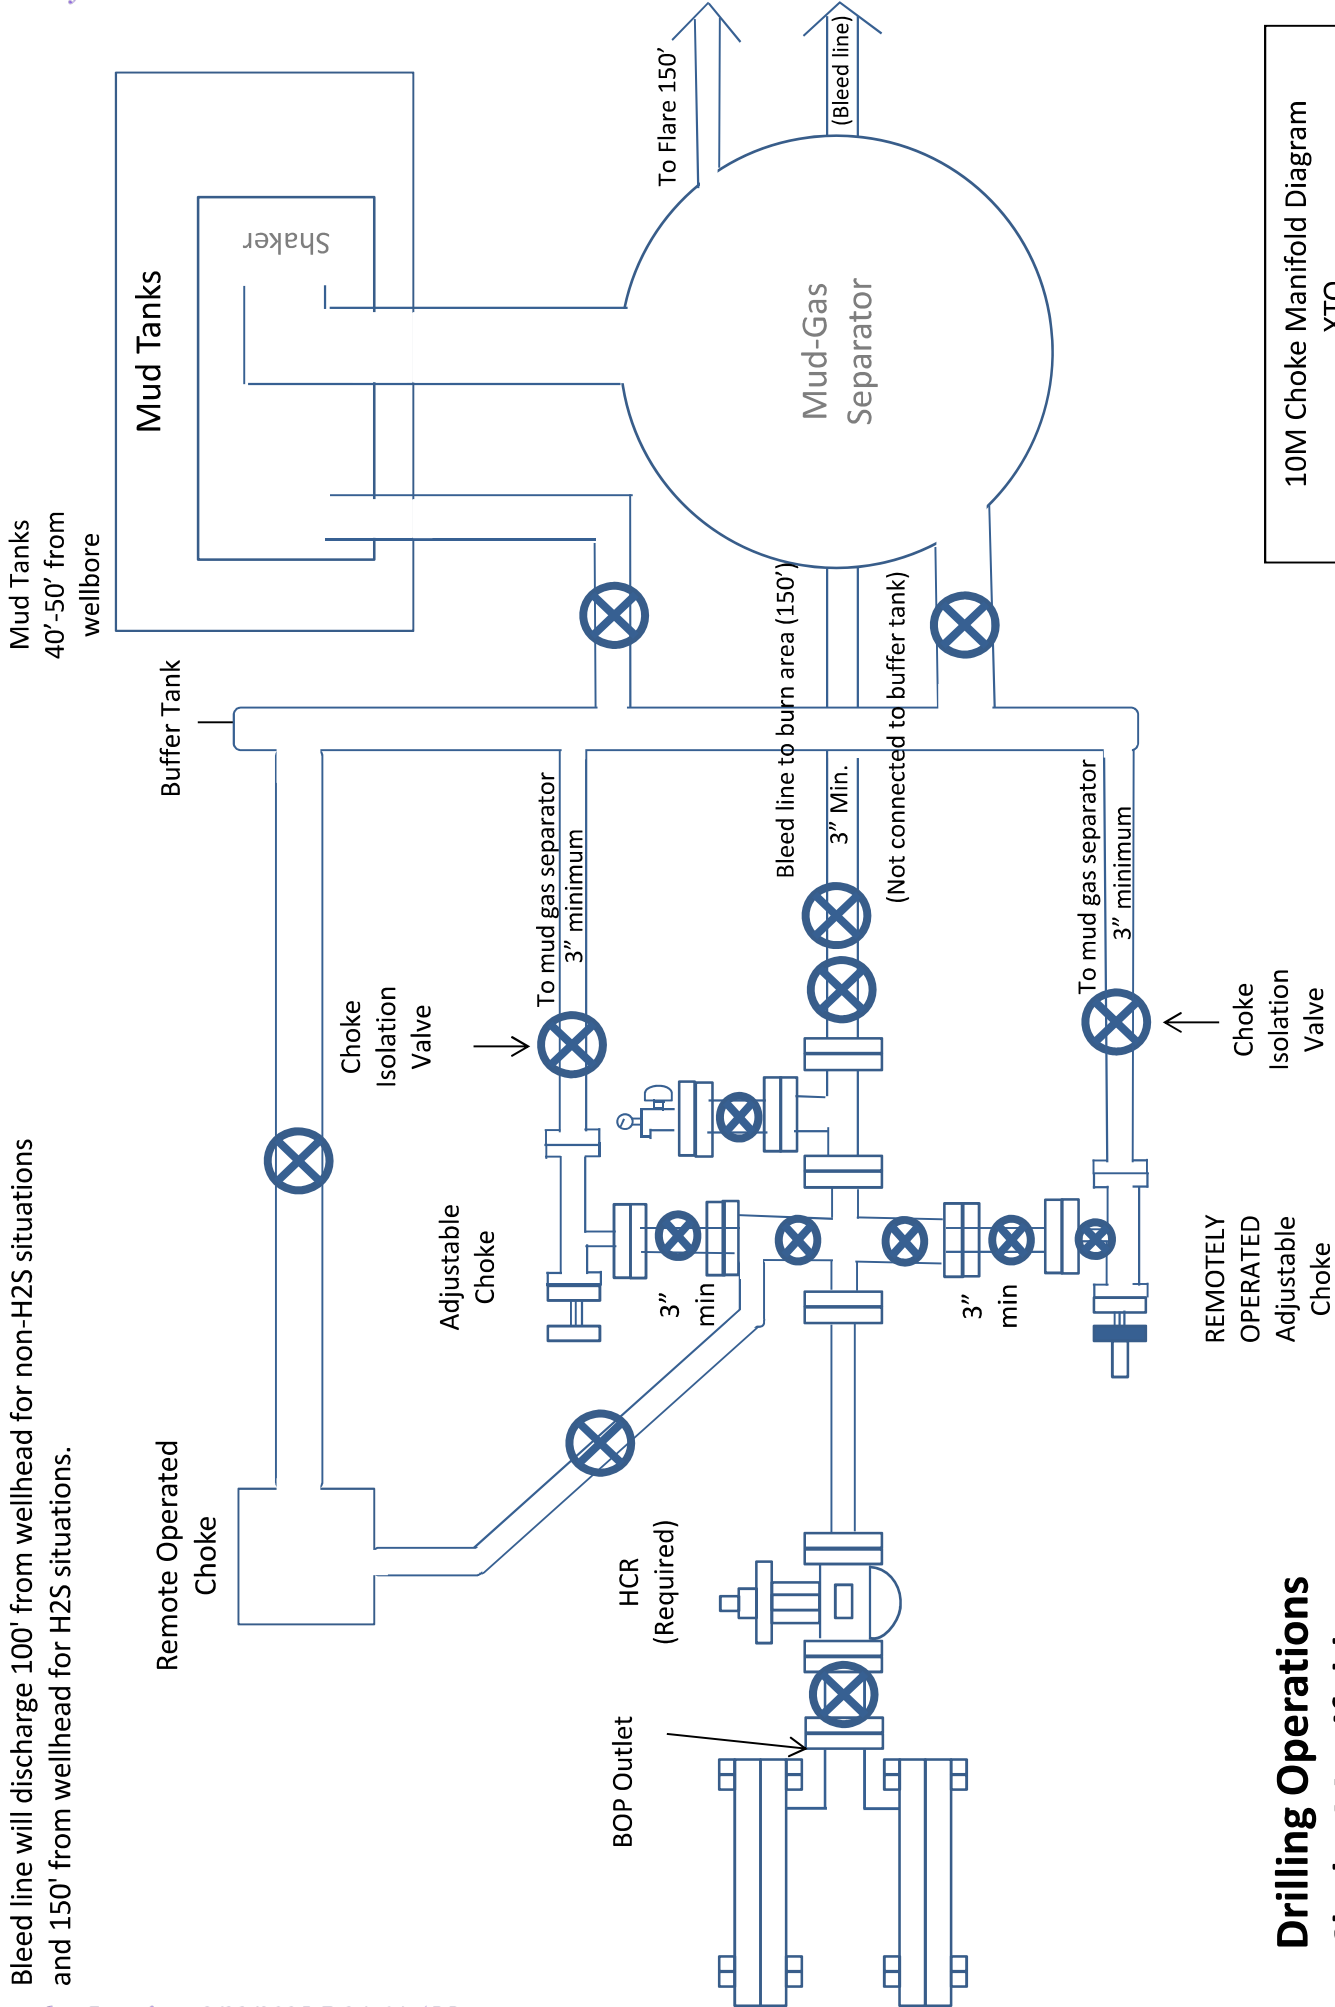 Bleed line will discharge 100' from wellhead for non-H2S situations
and 150' from wellhead for H2S situations.
Mud Tanks
40’-50’ from
wellbore
Mud Tanks
Shaker
Buffer Tank
Remote Operated
Choke
Choke
Isolation
Valve
Adjustable
Choke
To mud gas separator
3” minimum
To Flare 150’
(Bleed line)
Mud-Gas
Separator
HCR
(Required)
BOP Outlet
3”
min
Bleed line to burn area (150’)
3” Min.
(Not connected to buffer tank)
3”
min
To mud gas separator
3” minimum
REMOTELY
OPERATED
Adjustable
Choke
Choke
Isolation
Valve
Drilling Operations
10M Choke Manifold Diagram
XTO